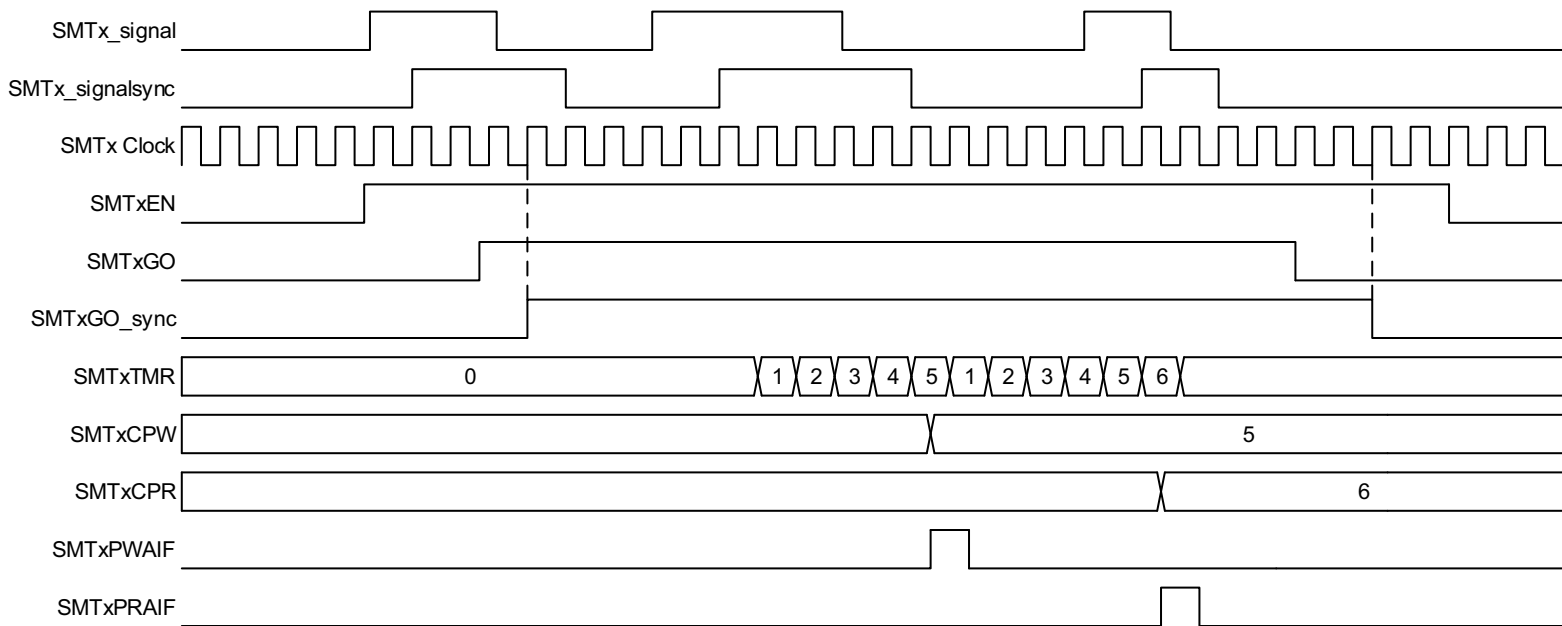 SMTx_signal
SMTx_signalsync
SMTx Clock
SMTxEN
SMTxGO
SMTxGO_sync
SMTxTMR 0 1 2 3 4 5 1 2 3 4 5 6
SMTxCPW 5
SMTxCPR 6
SMTxPWAIF
SMTxPRAIF